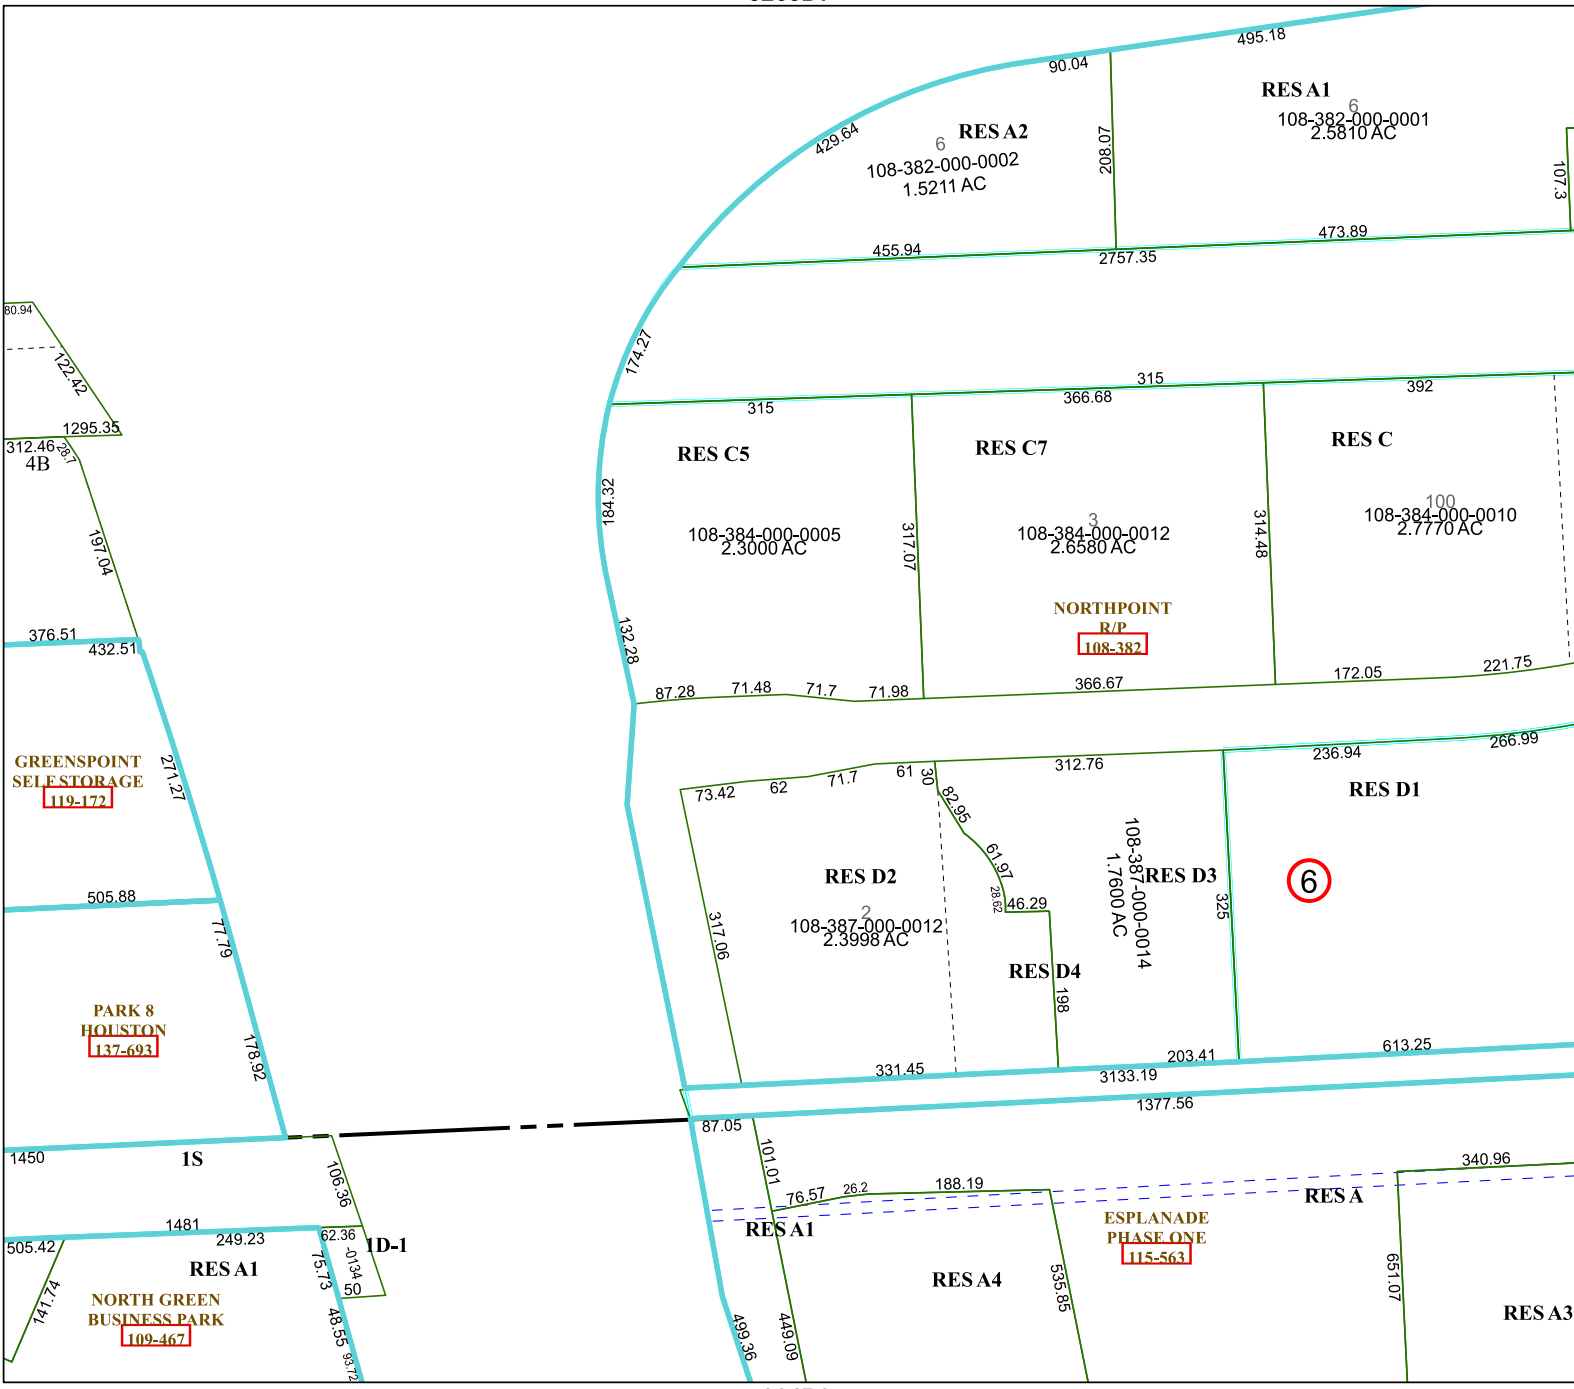 495.18
90.04
RES A1
6
108-382-000-0001
2.5810 AC
429.64
RES A2
6
108-382-000-0002
1.5211 AC
208.07
107.3
473.89
455.94
2757.35
80.94
122.42
174.27
1295.35
312.46
28.7
4B
315
366.68
315
392
RES C5
RES C7
RES C
184.32
108-384-000-0005
2.3000 AC
317.07
3
108-384-000-0012
2.6580 AC
314.48
100
108-384-000-0010
2.7770 AC
197.04
NORTHPOINT
R/P
108-382
132.28
376.51
432.51
87.28
71.48
71.7
71.98
366.67
172.05
221.75
GREENSPOINT
SELF STORAGE
119-172
271.27
73.42
62
71.7
61
30
312.76
236.94
266.99
82.95
RES D1
61.97
28.62
46.29
RES D2
2
108-387-000-0012
2.3998 AC
108-387-000-0014
1.7600 AC
RES D3
325
6
317.06
RES D4
198
505.88
77.79
PARK 8
HOUSTON
137-693
178.92
331.45
203.41
3133.19
613.25
1377.56
87.05
1450
1S
106.36
101.01
76.57
26.2
188.19
340.96
RES A
1481
505.42
249.23
62.36
-0134
1D-1
RES A1
75.73
50
141.74
NORTH GREEN
BUSINESS PARK
109-467
48.55
93.72
RES A1
RES A4
ESPLANADE
PHASE ONE
115-563
535.85
651.07
RES A3
499.36
449.09